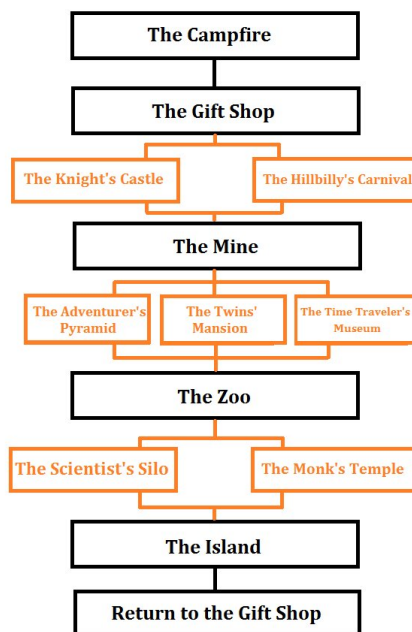 The Campfire
The Gift Shop
The Knight's Castle
The Hillbilly's Carnival
The Mine
The Adventurer's
Pyramid
The Twins'
Mansion
The Time Traveler's
Museum
The Zoo
The Scientist's Silo
The Monk's Temple
The Island
Return to the Gift Shop